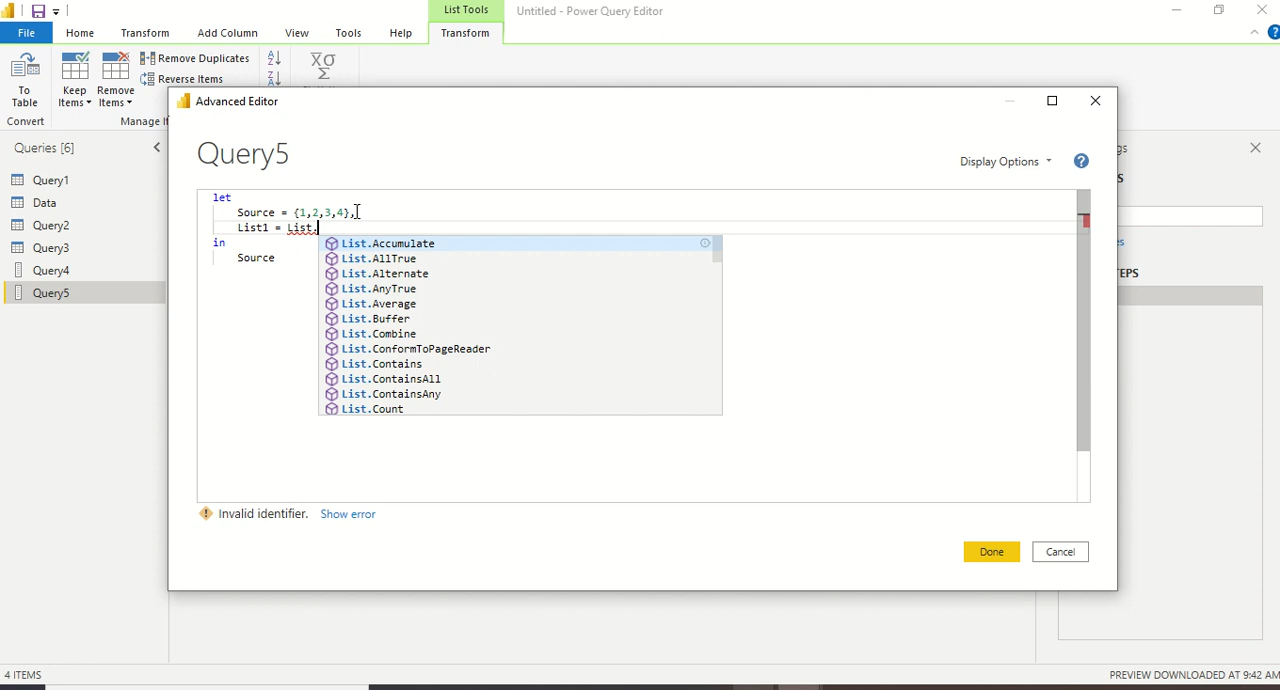 List Tools
Untitled - Power Query Editor
File
Home
Transform
Add Column
View
Tools
Help
Transform
To
Table
Keep
Items
Remove
Items
Remove Duplicates
Reverse Items
A
Z
Z
XΣ
Σ
Convert
Manage
Queries [6]
Query1
Data
Query2
Query3
Query4
Query5
Advanced Editor
Query5
Display Options
?
let
Source = {1,2,3,4},
List1 = List.
in
Source
List.Accumulate
List.AllTrue
List.Alternate
List.AnyTrue
List.Average
List.Buffer
List.Combine
List.ConformToPageReader
List.Contains
List.ContainsAll
List.ContainsAny
List.Count
Invalid identifier. Show error
Done
Cancel
4 ITEMS
PREVIEW DOWNLOADED AT 9:42 AM